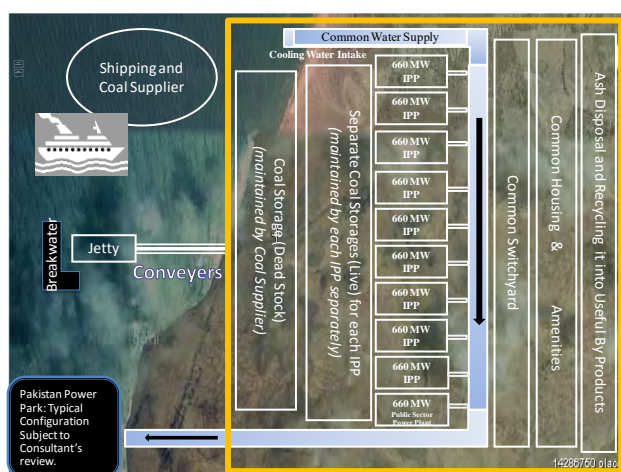 Common Water Supply
Cooling Water Intake
Shipping and
Coal Supplier
Breakwater
Jetty
Conveyers
Coal Storage (Dead Stock)
(maintained by Coal Supplier)
Separate Coal Storages (Live) for each IPP
(maintained by each IPP separately)
660 MW
IPP
660 MW
IPP
660 MW
IPP
660 MW
IPP
660 MW
IPP
660 MW
IPP
660 MW
IPP
660 MW
IPP
660 MW
IPP
660 MW
Public Sector
Power Plant
Common Switchyard
Common Housing & Amenities
Ash Disposal and Recycling it into Useful By Products
Pakistan Power
Park: Typical
Configuration
Subject to
Consultant's
review.